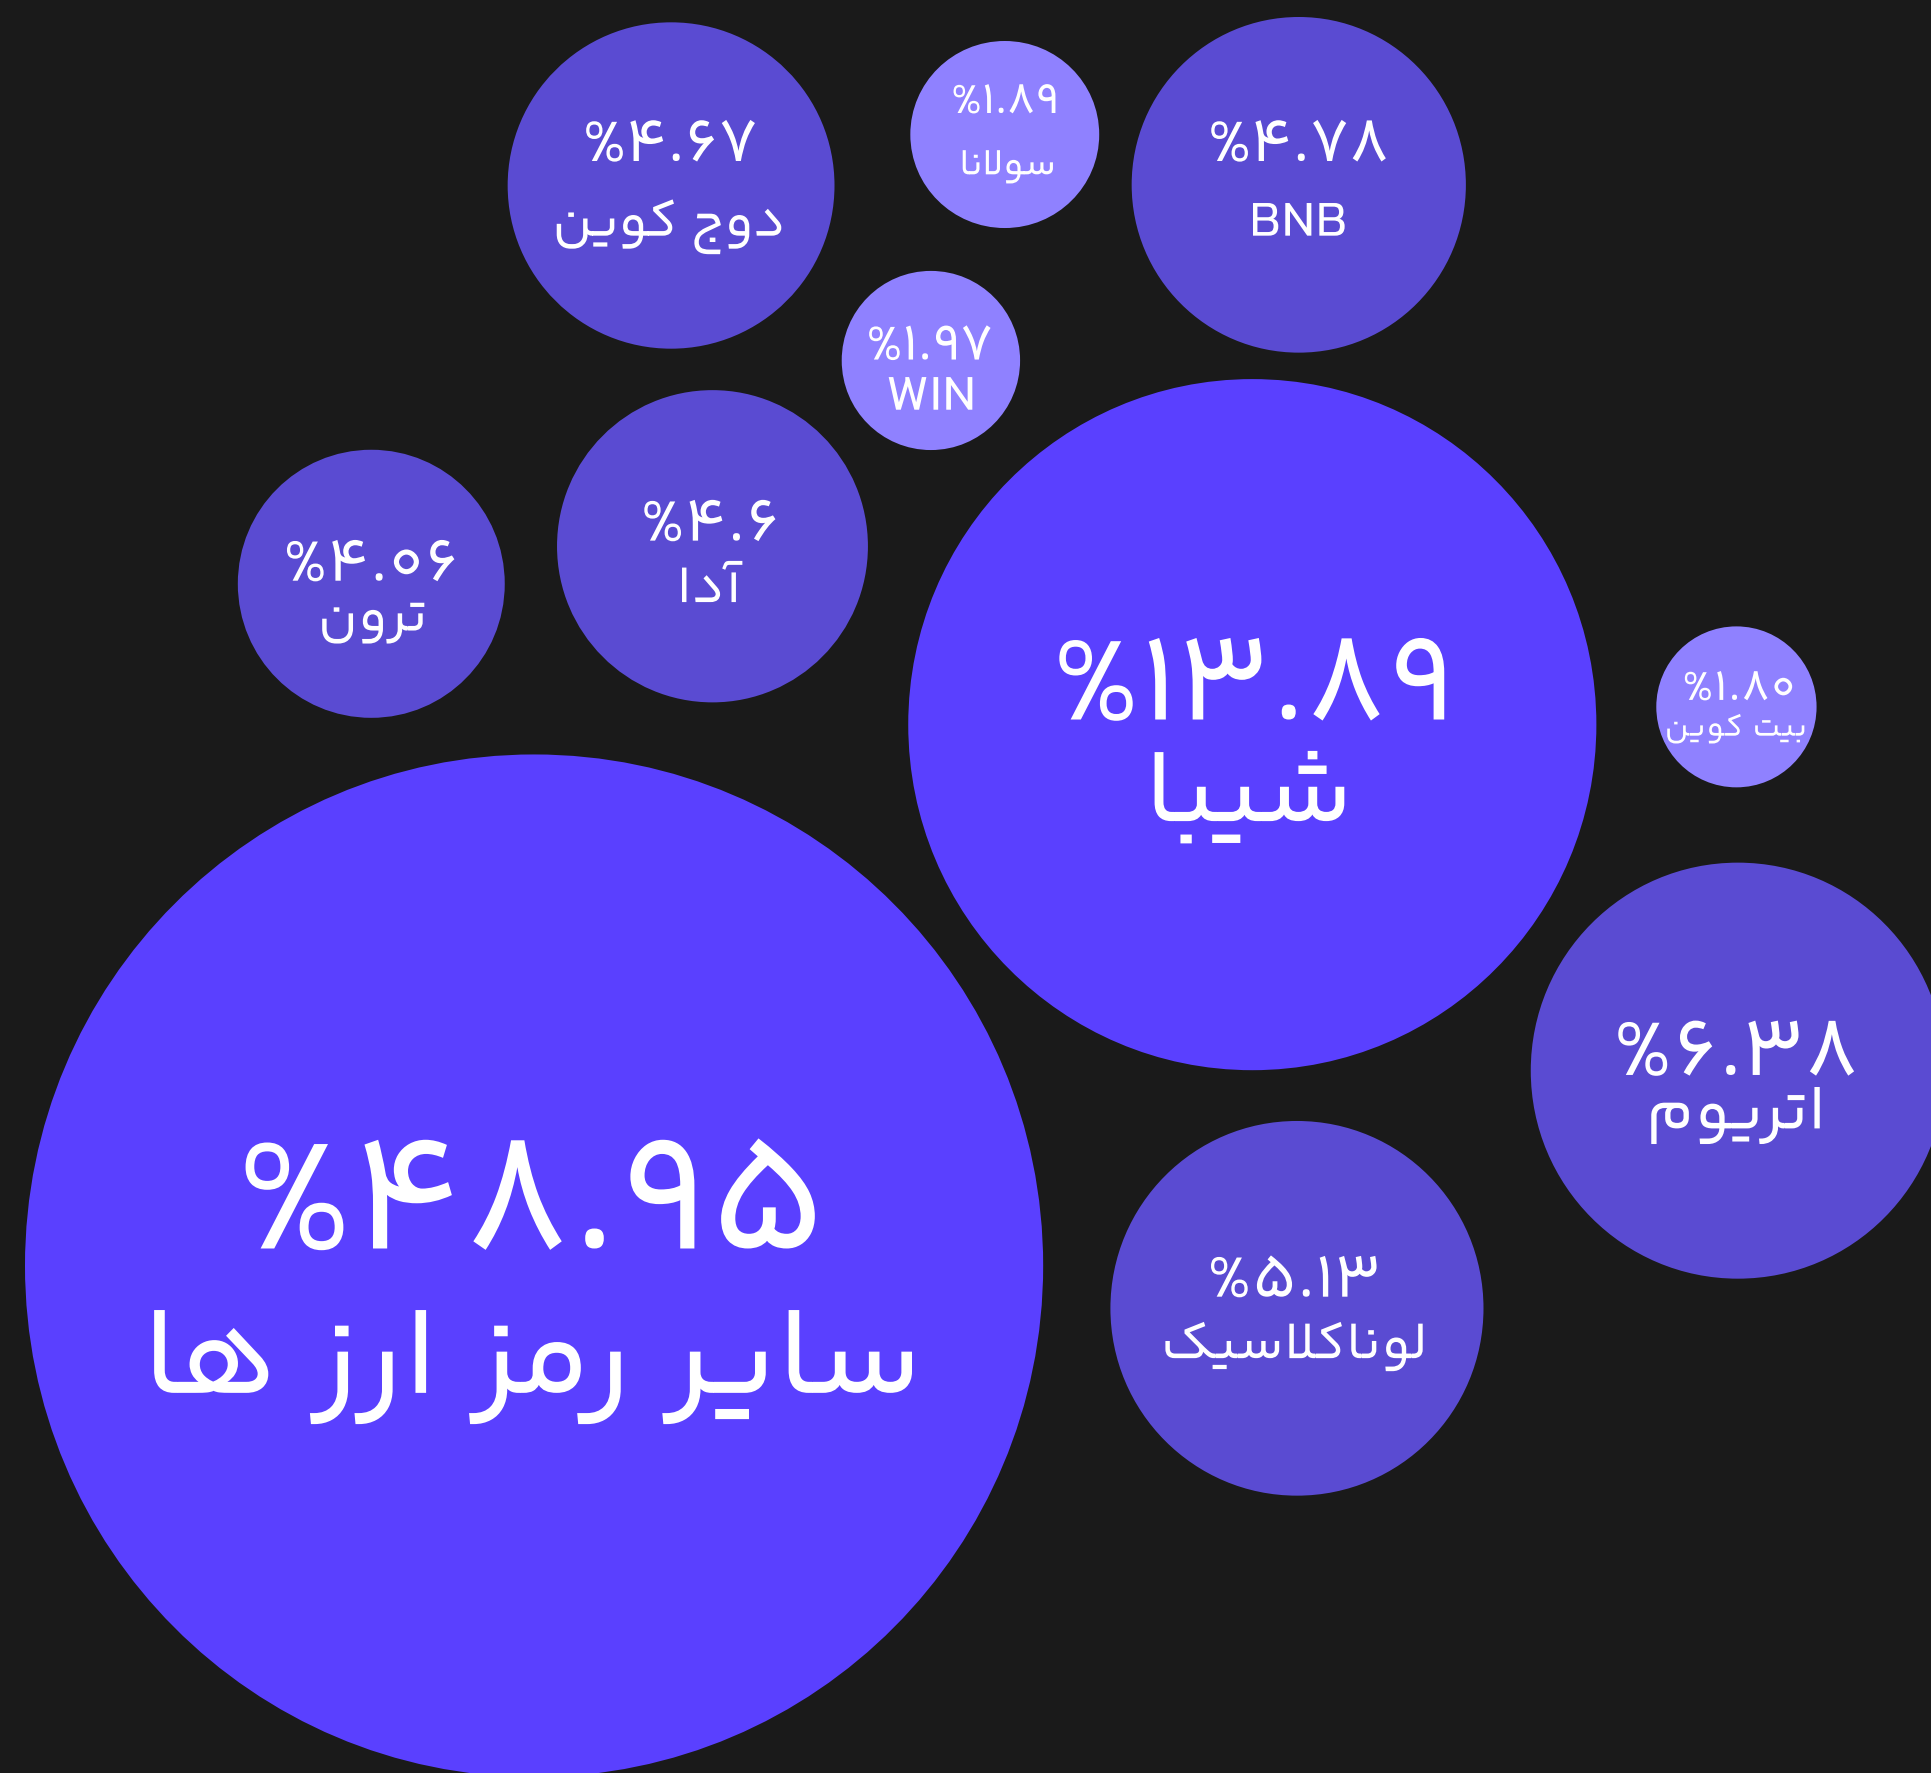 %۴.۶۷
دوج کوین
%۱.۸۹
سولانا
%۴.۷۸
BNB
%۱.۹۷
WIN
%۴.۰۶
ترون
%۴.۶
آدا
%۱۳.۸۹
شیبا
%۱.۸۰
بیت کوین
%۶.۳۸
اتریوم
%۴۸.۹۵
سایر رمز ارز ها
%۵.۱۳
لوناکلاسیک